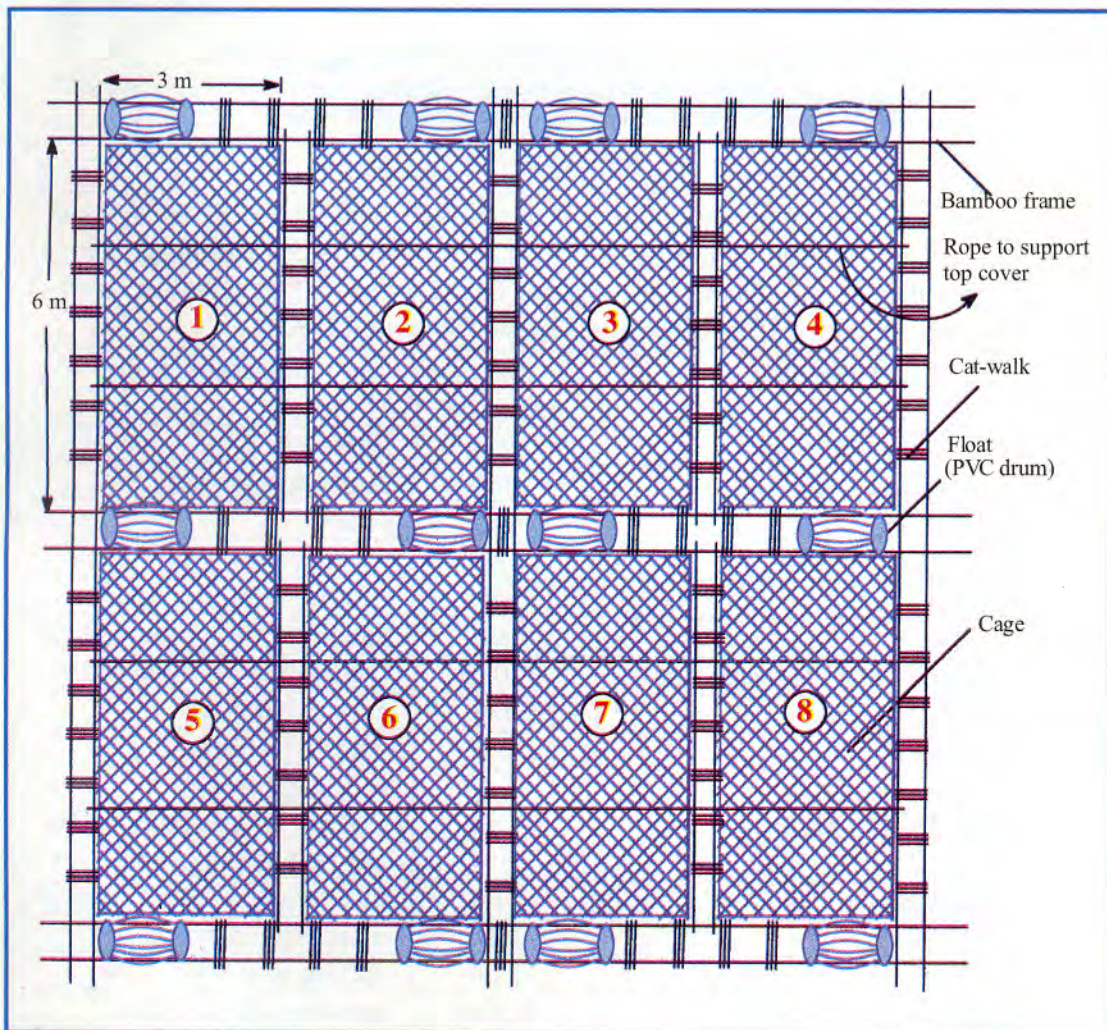 3 m
Bamboo frame
Rope to support
top cover
6 m
1
2
3
4
Cat-walk
Float
(PVC drum)
Cage
5
6
7
8